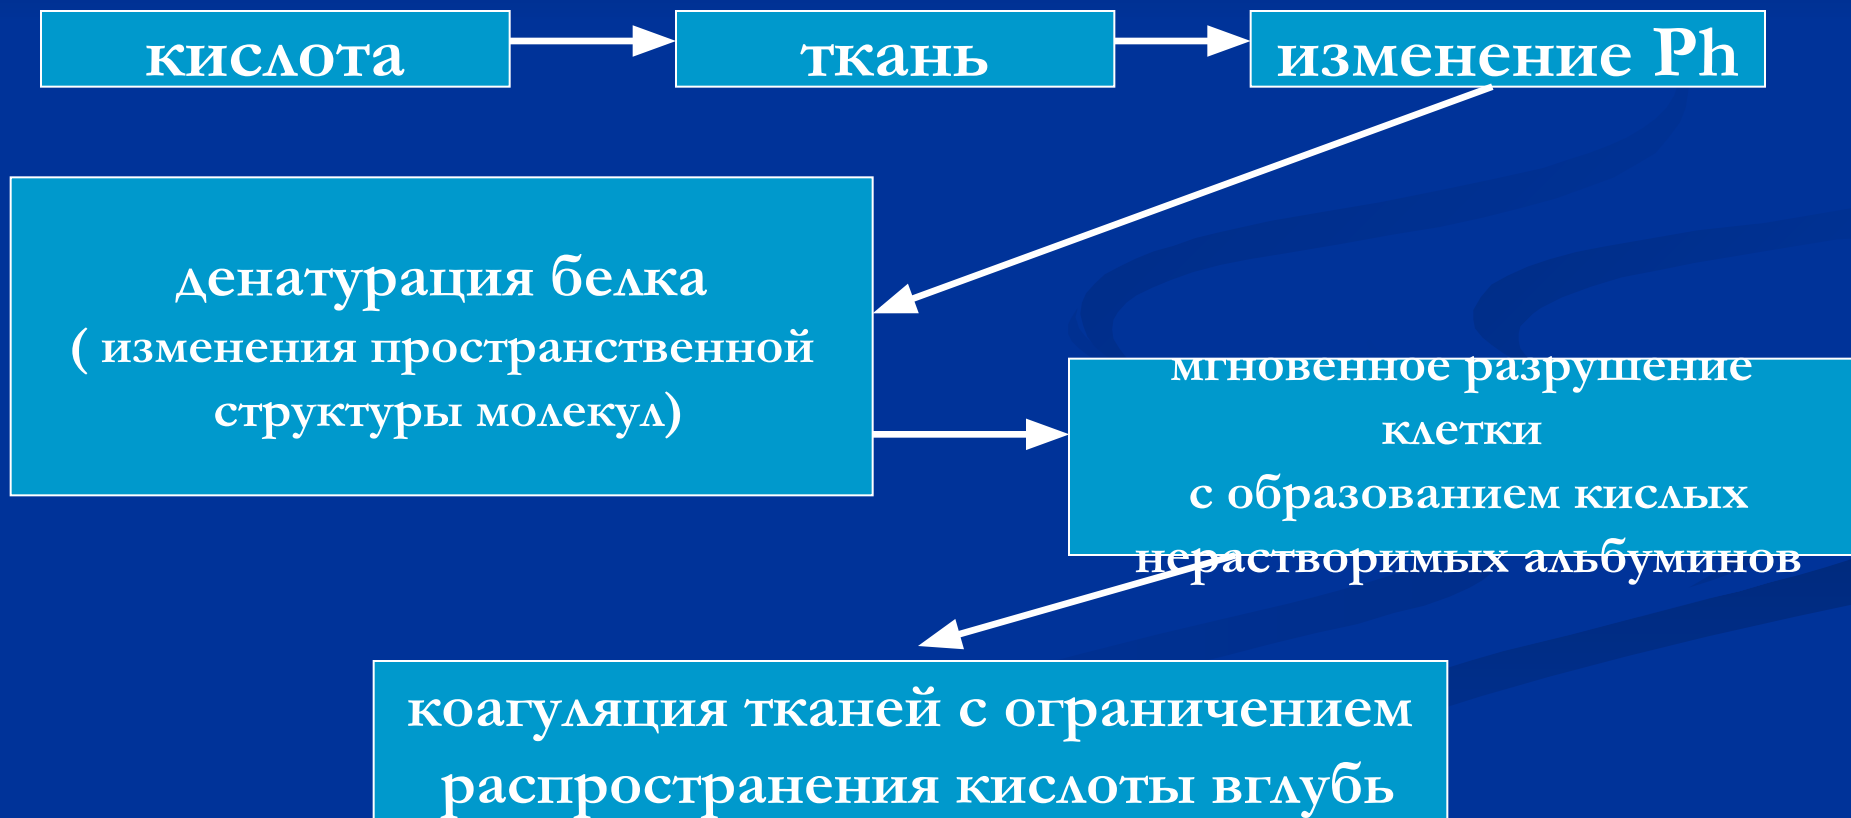 кислота
ткань
изменение Ph
денатурация белка
( изменения пространственной
структуры молекул)
мгновенное разрушение
клетки
с образованием кислых
нерастворимых альбуминов
коагуляция тканей с ограничением
распространения кислоты вглубь